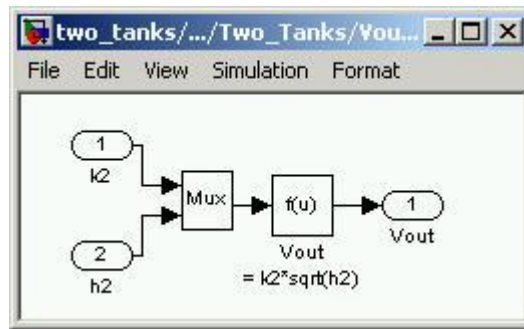 two_tanks/.../Two_Tanks/Vou...
File Edit View Simulation Format
1
k2
Mux
f(u)
1
Vout
Vout
= k2*sqrt(h2)
2
h2